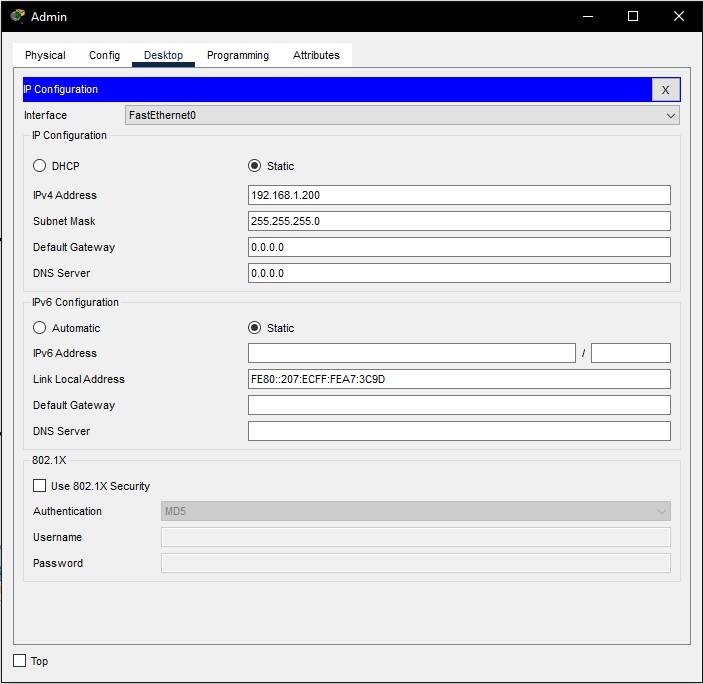 Admin
Physical Config Desktop Programming Attributes
IP Configuration X
Interface FastEthernet0
IP Configuration
DHCP Static
IPv4 Address 192.168.1.200
Subnet Mask 255.255.255.0
Default Gateway 0.0.0.0
DNS Server 0.0.0.0
IPv6 Configuration
Automatic Static
IPv6 Address /
Link Local Address FE80::207:ECFF:FEA7:3C9D
Default Gateway
DNS Server
802.1X
Use 802.1X Security
Authentication MD5
Username
Password
Top